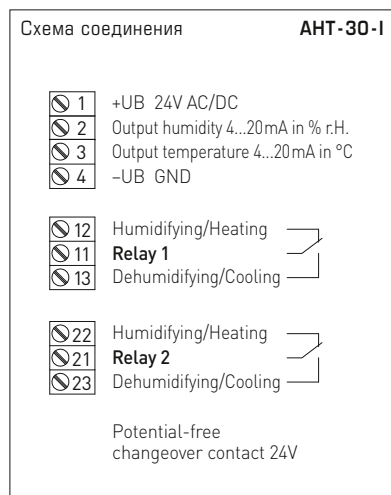 Схема соединения AHT-30-I
1 +UB 24V AC/DC
2 Output humidity 4...20mA in % r.H.
3 Output temperature 4...20mA in °C
4 –UB GND
12 Humidifying/Heating
11 Relay 1
13 Dehumidifying/Cooling
22 Humidifying/Heating
21 Relay 2
23 Dehumidifying/Cooling
Potential-free
changeover contact 24V